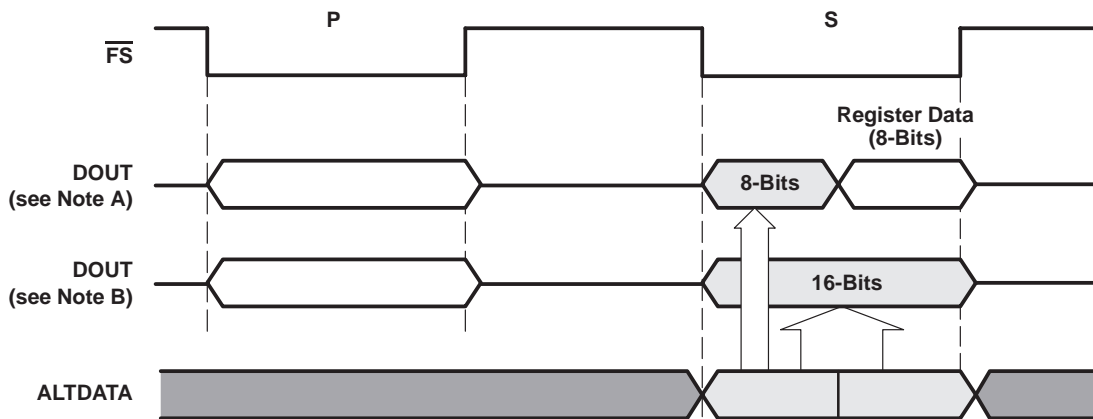 P
S
FS
Register Data
(8-Bits)
DOUT
(see Note A)
8-Bits
DOUT
(see Note B)
16-Bits
ALTDATA